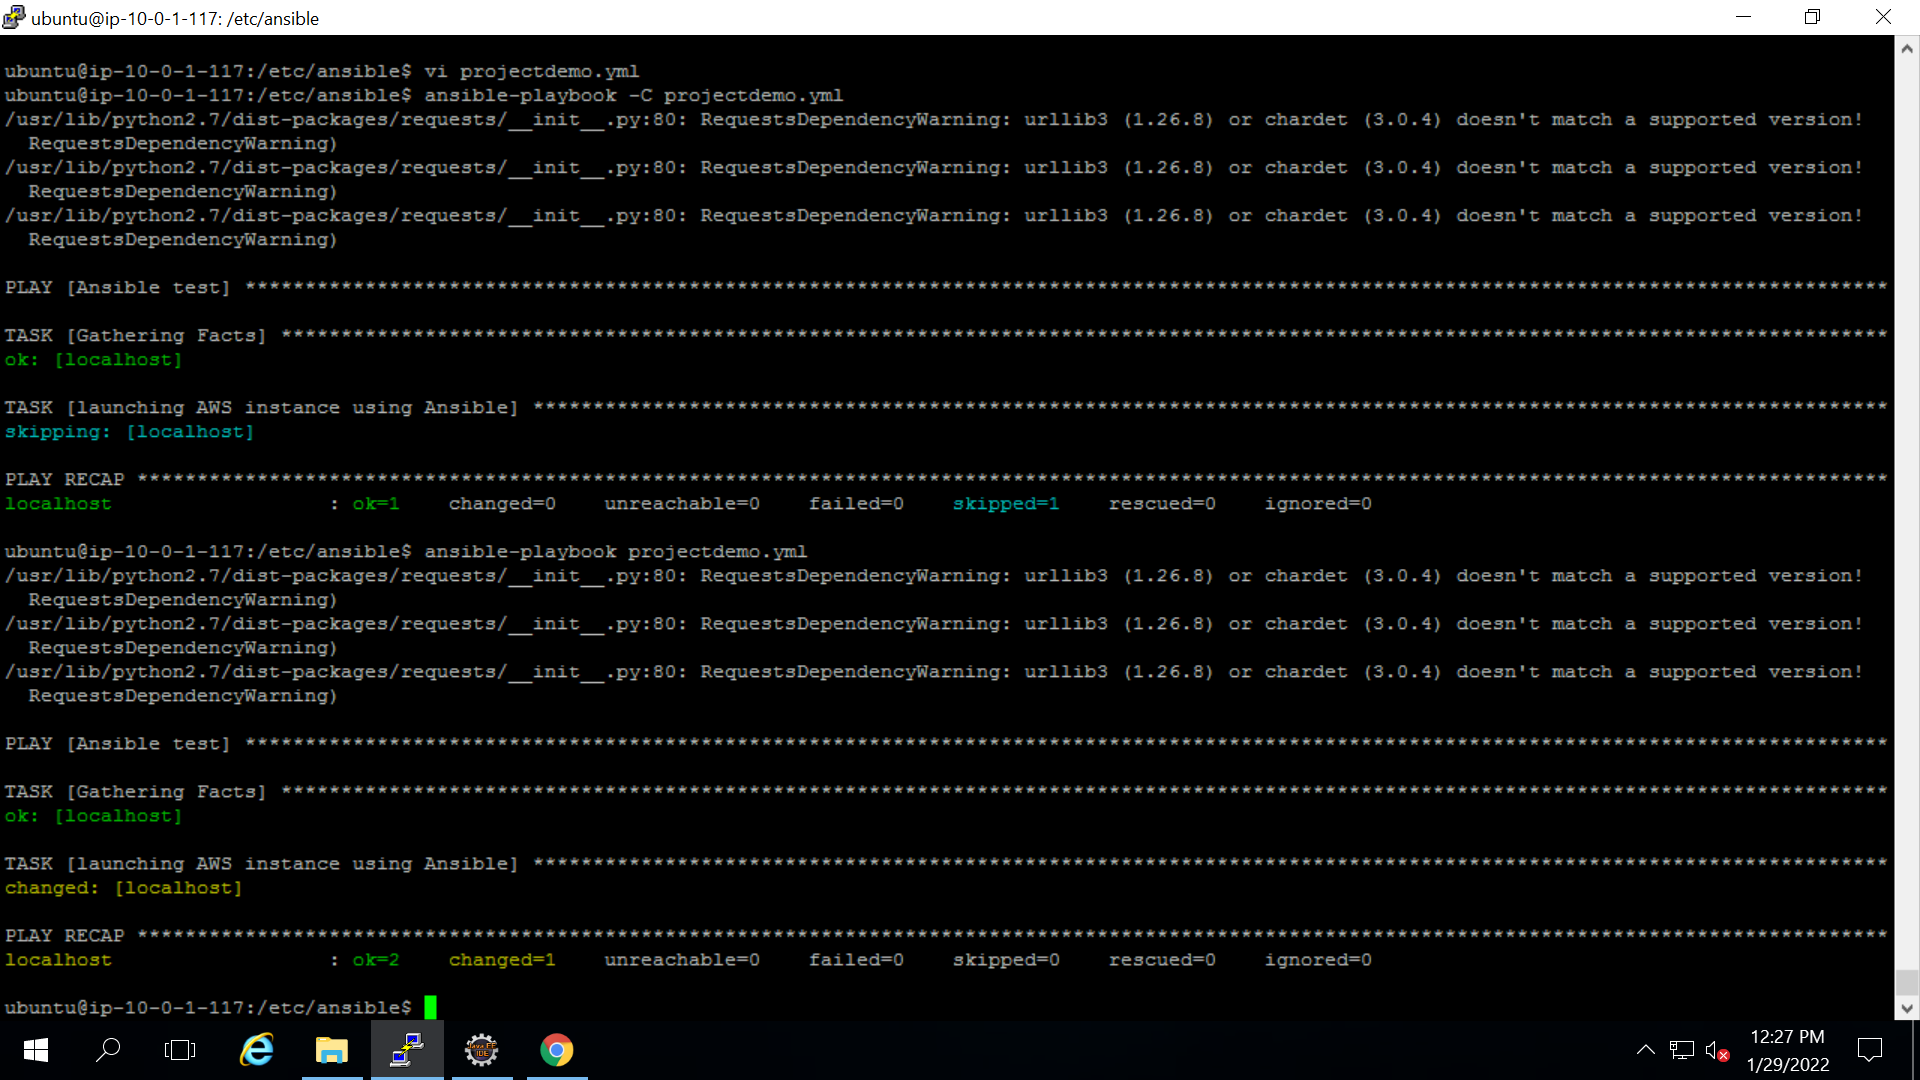 ubuntu@ip-10-0-1-117: /etc/ansible
ubuntu@ip-10-0-1-117:/etc/ansible$ vi projectdemo.yml
ubuntu@ip-10-0-1-117:/etc/ansible$ ansible-playbook -C projectdemo.yml
/usr/lib/python2.7/dist-packages/requests/__init__.py:80: RequestsDependencyWarning: urllib3 (1.26.8) or chardet (3.0.4) doesn't match a supported version!
  RequestsDependencyWarning)
/usr/lib/python2.7/dist-packages/requests/__init__.py:80: RequestsDependencyWarning: urllib3 (1.26.8) or chardet (3.0.4) doesn't match a supported version!
  RequestsDependencyWarning)
/usr/lib/python2.7/dist-packages/requests/__init__.py:80: RequestsDependencyWarning: urllib3 (1.26.8) or chardet (3.0.4) doesn't match a supported version!
  RequestsDependencyWarning)
PLAY [Ansible test] *****************************************************************************************************************************************
TASK [Gathering Facts] **************************************************************************************************************************************
ok: [localhost]
TASK [launching AWS instance using Ansible] *****************************************************************************************************************
skipping: [localhost]
PLAY RECAP **************************************************************************************************************************************************
localhost                  : ok=1    changed=0    unreachable=0    failed=0    skipped=1    rescued=0    ignored=0
ubuntu@ip-10-0-1-117:/etc/ansible$ ansible-playbook projectdemo.yml
/usr/lib/python2.7/dist-packages/requests/__init__.py:80: RequestsDependencyWarning: urllib3 (1.26.8) or chardet (3.0.4) doesn't match a supported version!
  RequestsDependencyWarning)
/usr/lib/python2.7/dist-packages/requests/__init__.py:80: RequestsDependencyWarning: urllib3 (1.26.8) or chardet (3.0.4) doesn't match a supported version!
  RequestsDependencyWarning)
/usr/lib/python2.7/dist-packages/requests/__init__.py:80: RequestsDependencyWarning: urllib3 (1.26.8) or chardet (3.0.4) doesn't match a supported version!
  RequestsDependencyWarning)
PLAY [Ansible test] *****************************************************************************************************************************************
TASK [Gathering Facts] **************************************************************************************************************************************
ok: [localhost]
TASK [launching AWS instance using Ansible] *****************************************************************************************************************
changed: [localhost]
PLAY RECAP **************************************************************************************************************************************************
localhost                  : ok=2    changed=1    unreachable=0    failed=0    skipped=0    rescued=0    ignored=0
ubuntu@ip-10-0-1-117:/etc/ansible$
Java EE
IDE
12:27 PM
1/29/2022